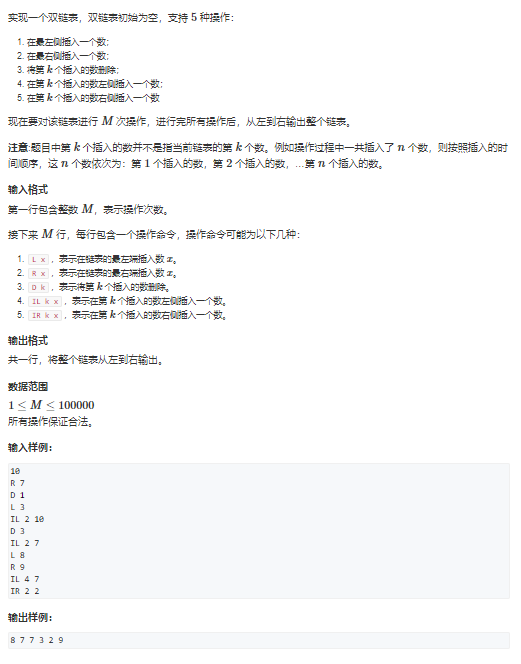 实现一个双链表，双链表初始为空，支持 5 种操作：
1. 在最左侧插入一个数；
2. 在最右侧插入一个数；
3. 将第 k 个插入的数删除；
4. 在第 k 个插入的数左侧插入一个数；
5. 在第 k 个插入的数右侧插入一个数
现在要对该链表进行 M 次操作，进行完所有操作后，从左到右输出整个链表。
注意:题目中第 k 个插入的数并不是指当前链表的第 k 个数。例如操作过程中一共插入了 n 个数，则按照插入的时
间顺序，这 n 个数依次为：第 1 个插入的数，第 2 个插入的数，…第 n 个插入的数。
输入格式
第一行包含整数 M，表示操作次数。
接下来 M 行，每行包含一个操作命令，操作命令可能为以下几种：
1. L x，表示在链表的最左端插入数 x。
2. R x，表示在链表的最右端插入数 x。
3. D k，表示将第 k 个插入的数删除。
4. IL k x，表示在第 k 个插入的数左侧插入一个数。
5. IR k x，表示在第 k 个插入的数右侧插入一个数。
输出格式
共一行，将整个链表从左到右输出。
数据范围
1 ≤ M ≤ 100000
所有操作保证合法。
输入样例：
10
R 7
D 1
L 3
IL 2 10
D 3
IL 2 7
L 8
R 9
IL 4 7
IR 2 2
输出样例：
8 7 7 3 2 9